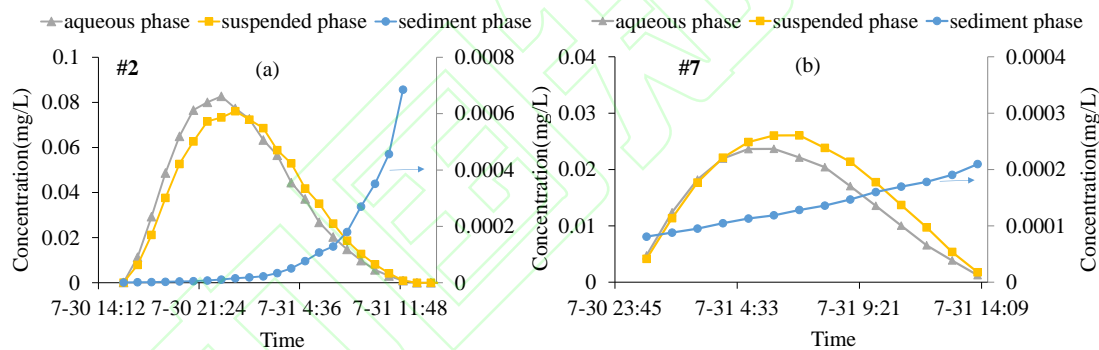 aqueous phase suspended phase sediment phase
#2 (a)
Concentration(mg/L)
0.1
0.08
0.06
0.04
0.02
0
0.0008
0.0006
0.0004
0.0002
0
7-30 14:12 7-30 21:24 7-31 4:36 7-31 11:48
Time
aqueous phase suspended phase sediment phase
#7 (b)
Concentration(mg/L)
0.04
0.03
0.02
0.01
0
0.0004
0.0003
0.0002
0.0001
0
Concentration(mg/L)
7-30 23:45 7-31 4:33 7-31 9:21 7-31 14:09
Time